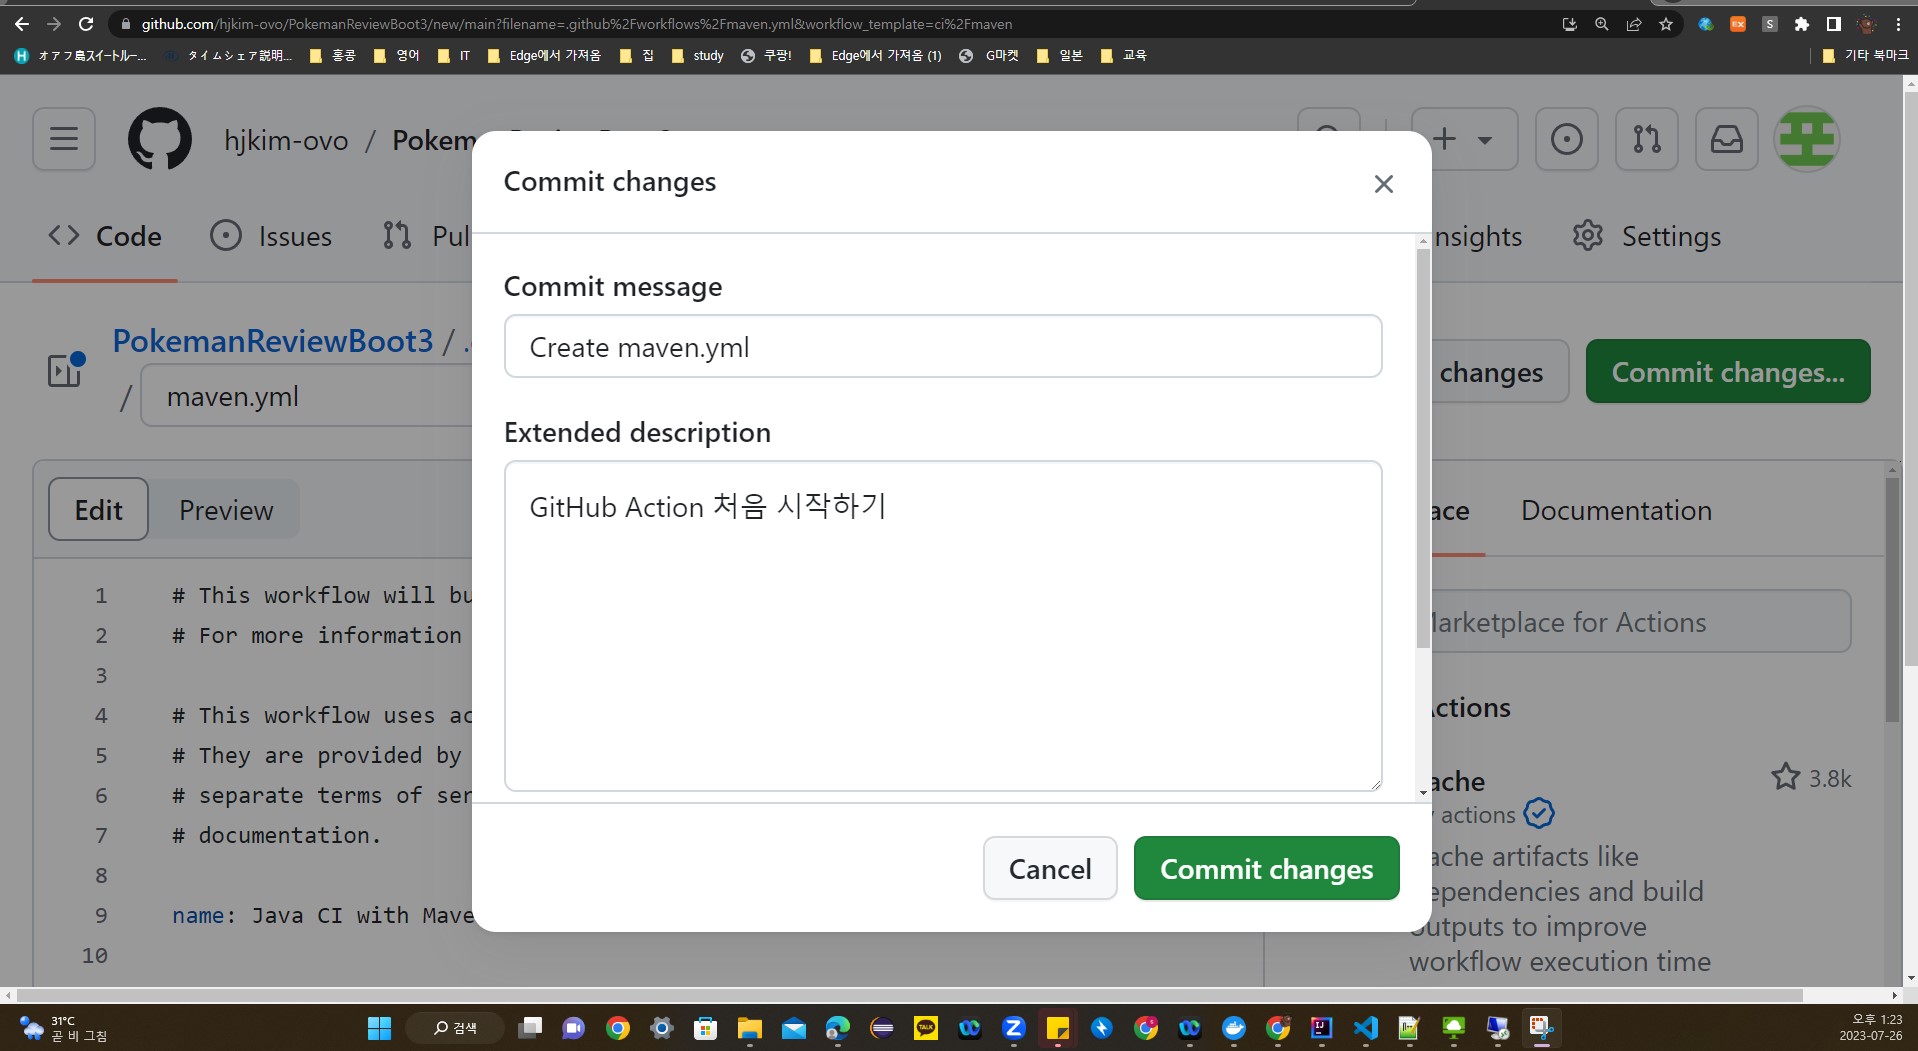 github.com/hjkim-ovo/PokemanReviewBoot3/new/main?filename=.github%2Fworkflows%2Fmaven.yml&workflow_template=ci%2Fmaven
オアフ島スイートルー... タイムシェア説明... 홍콩 영어 IT Edge에서 가져옴 집 study 쿠팡! Edge에서 가져옴 (1) G마켓 일본 교육 기타 북마크
hjkim-ovo / Pokem
Code Issues Pul nsights Settings
Commit changes
Commit message
Create maven.yml
Extended description
GitHub Action 처음 시작하기
Cancel Commit changes
PokemanReviewBoot3 / .
/ maven.yml
changes Commit changes...
Edit Preview
1 # This workflow will bu
2 # For more information
3
4 # This workflow uses ac
5 # They are provided by
6 # separate terms of ser
7 # documentation.
8
9 name: Java CI with Mave
10
ace Documentation
Marketplace for Actions
Actions
ache 3.8k
y actions
ache artifacts like
ependencies and build
outputs to improve
workflow execution time
31°C
곧 비 그침
검색
TALK
오후 1:23
2023-07-26